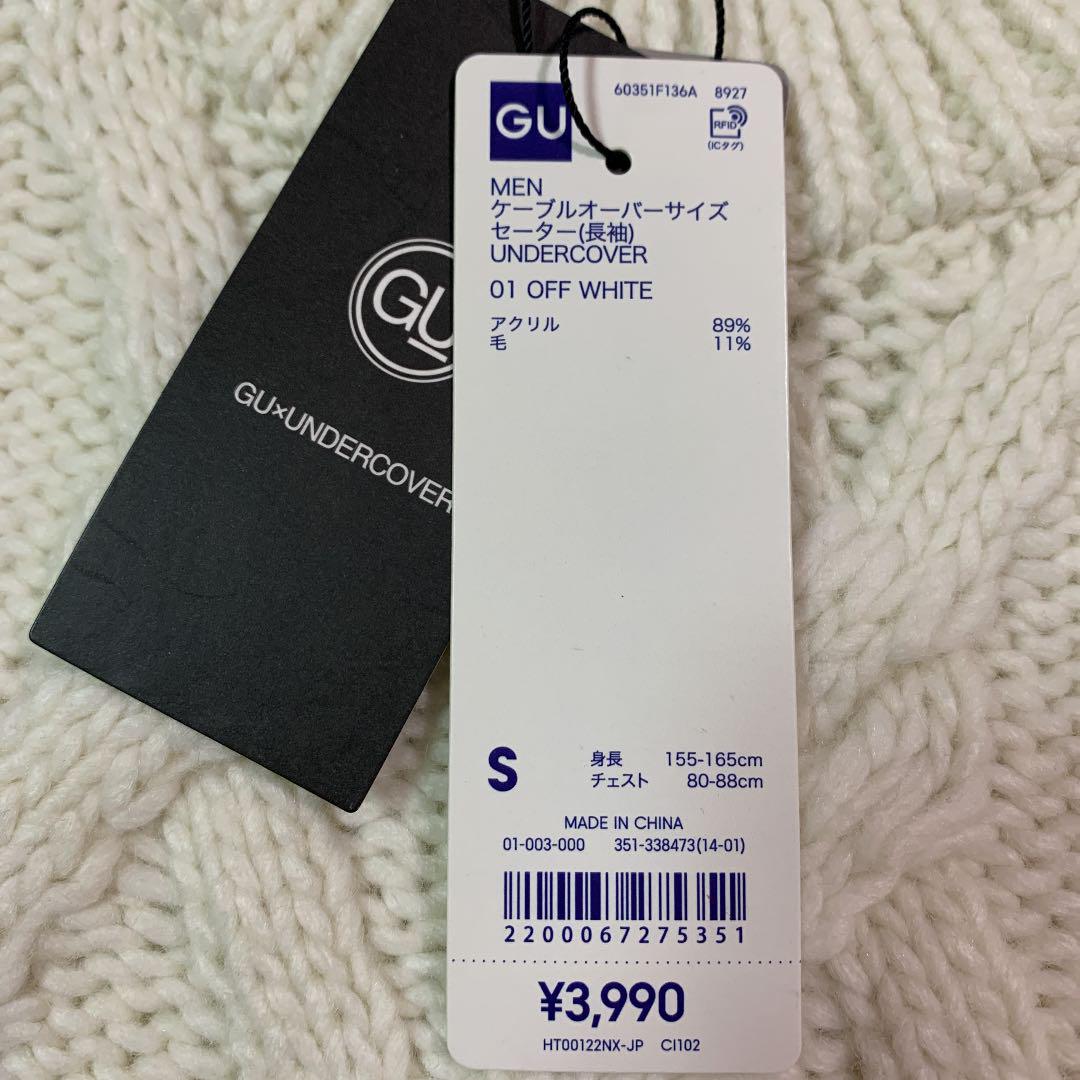 GU
GU×UNDERCOVER
GU
60351F136A 8927
RFID
(ICタグ)
MEN
ケーブルオーバーサイズ
セーター(長袖)
UNDERCOVER
01 OFF WHITE
アクリル 89%
毛 11%
S
身長 155-165cm
チェスト 80-88cm
MADE IN CHINA
01-003-000 351-338473(14-01)
2200067275351
¥3,990
HT00122NX-JP CI102